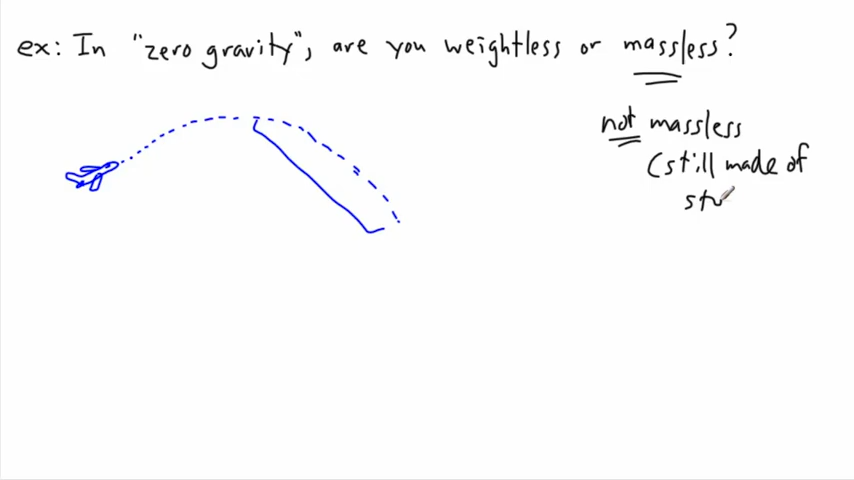 ex: In "zero gravity", are you weightless or massless?
not massless
(still made of